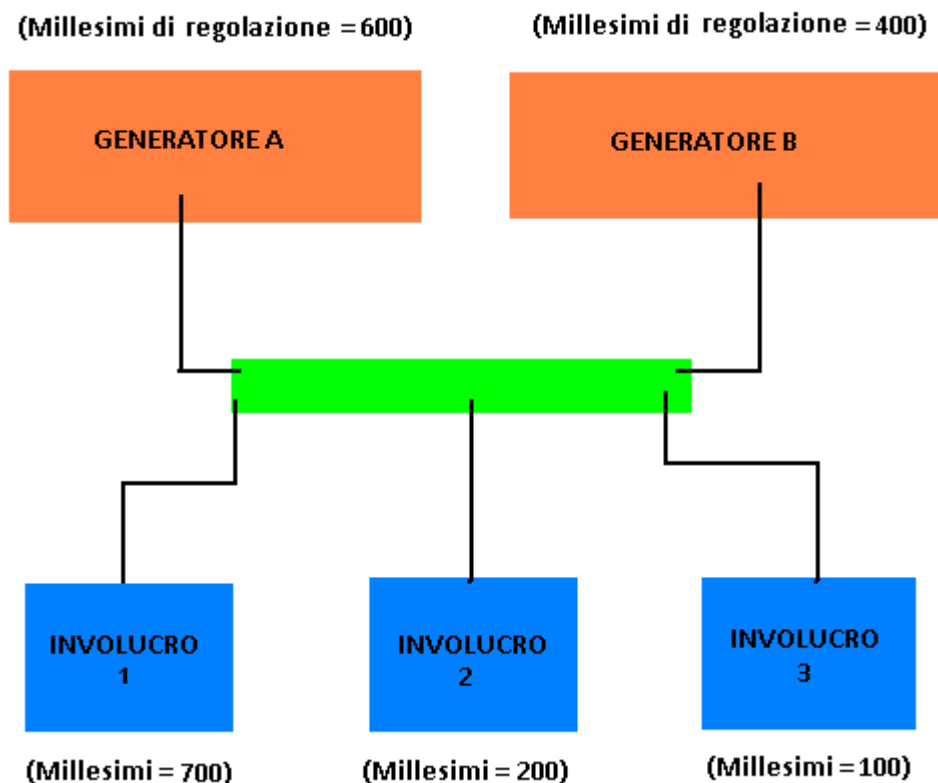 (Millesimi di regolazione = 600)
(Millesimi di regolazione = 400)
GENERATORE A
GENERATORE B
INVOLUCRO
1
INVOLUCRO
2
INVOLUCRO
3
(Millesimi = 700)
(Millesimi = 200)
(Millesimi = 100)